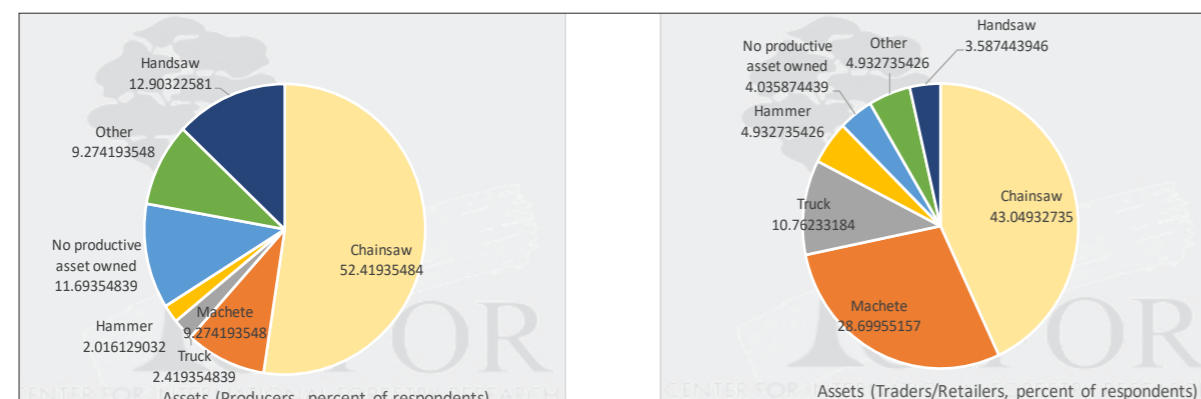 Handsaw
12.90322581
Other
9.274193548
No productive
asset owned
11.69354839
Hammer
2.016129032
Truck
2.419354839
Machete
9.274193548
Chainsaw
52.41935484
Assets (Producers, percent of respondents)
Handsaw
3.587443946
Other
4.932735426
No productive
asset owned
4.035874439
Hammer
4.932735426
Truck
10.76233184
Machete
28.69955157
Chainsaw
43.04932735
Assets (Traders/Retailers, percent of respondents)